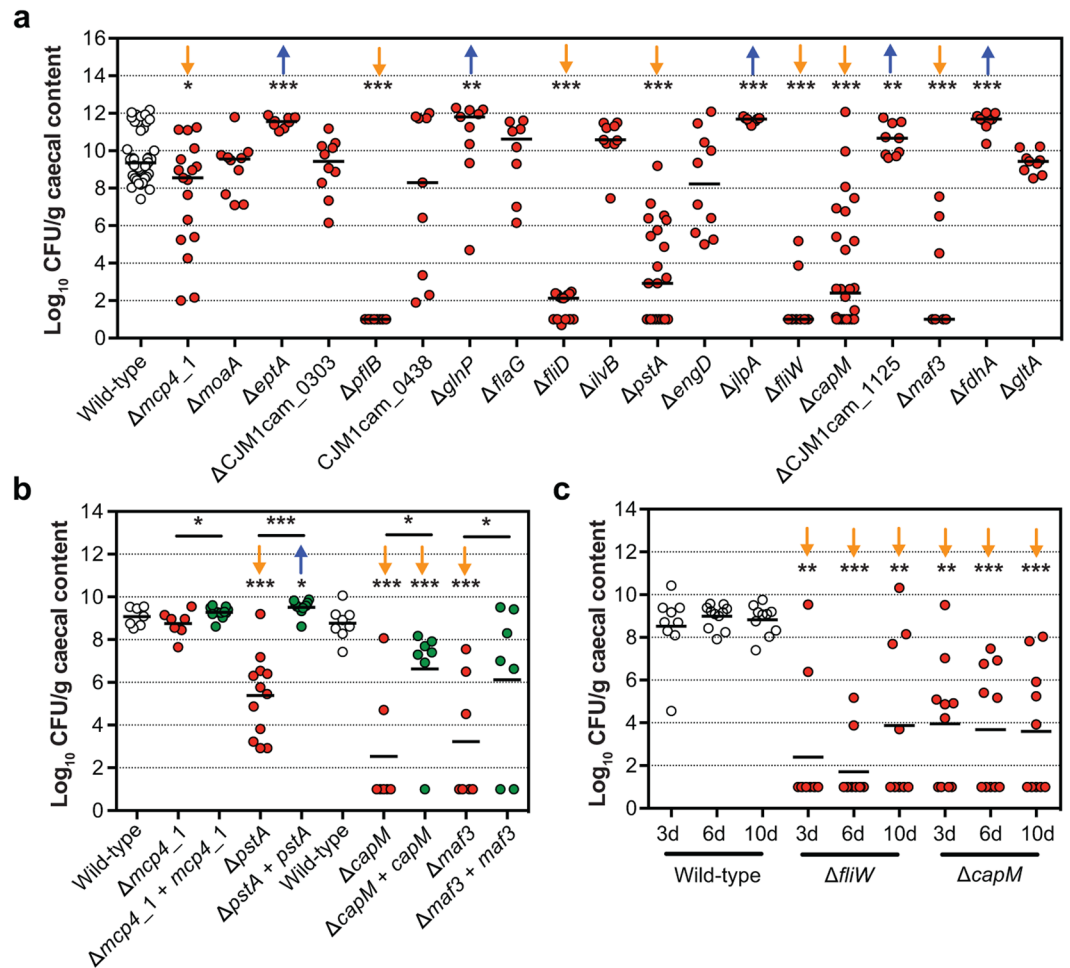 a
Log10 CFU/g caecal content
16
14
12
10
8
6
4
2
0
* *** *** ** *** *** *** *** *** ** *** ***
Wild-type
Δmcp4_1
ΔmoaA
ΔeptA
ΔCJM1cam_0303
ΔpflB
CJM1cam_0438
ΔglnP
ΔflaG
ΔfliD
ΔilvB
ΔpstA
ΔengD
ΔjlpA
ΔfliW
ΔcapM
ΔCJM1cam_1125
Δmaf3
ΔfdhA
ΔgltA
b
Log10 CFU/g caecal content
14
12
10
8
6
4
2
0
* *** * *
*** * *** *** ***
Wild-type
Δmcp4_1
Δmcp4_1 + mcp4_1
ΔpstA
ΔpstA + pstA
Wild-type
ΔcapM
ΔcapM + capM
Δmaf3
Δmaf3 + maf3
c
Log10 CFU/g caecal content
14
12
10
8
6
4
2
0
** *** ** ** *** ***
3d 6d 10d 3d 6d 10d 3d 6d 10d
Wild-type ΔfliW ΔcapM